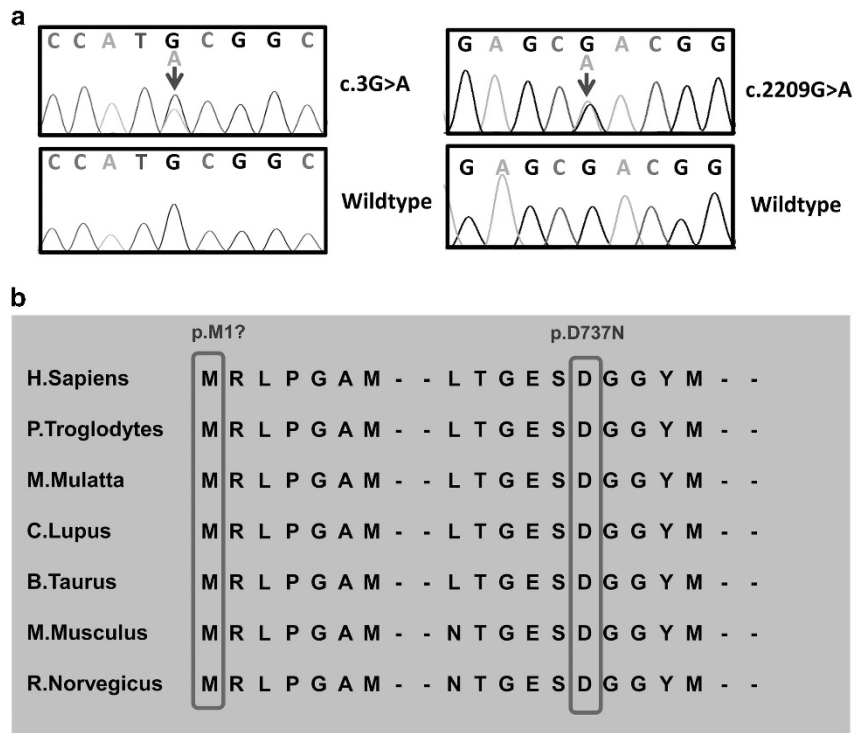 a
C C A T G C G G C
A
c.3G>A
C C A T G C G G C
Wildtype
G A G C G A C G G
A
c.2209G>A
G A G C G A C G G
Wildtype
b
p.M1? p.D737N
H.Sapiens M R L P G A M - - L T G E S D G G Y M - -
P.Troglodytes M R L P G A M - - L T G E S D G G Y M - -
M.Mulatta M R L P G A M - - L T G E S D G G Y M - -
C.Lupus M R L P G A M - - L T G E S D G G Y M - -
B.Taurus M R L P G A M - - L T G E S D G G Y M - -
M.Musculus M R L P G A M - - N T G E S D G G Y M - -
R.Norvegicus M R L P G A M - - N T G E S D G G Y M - -